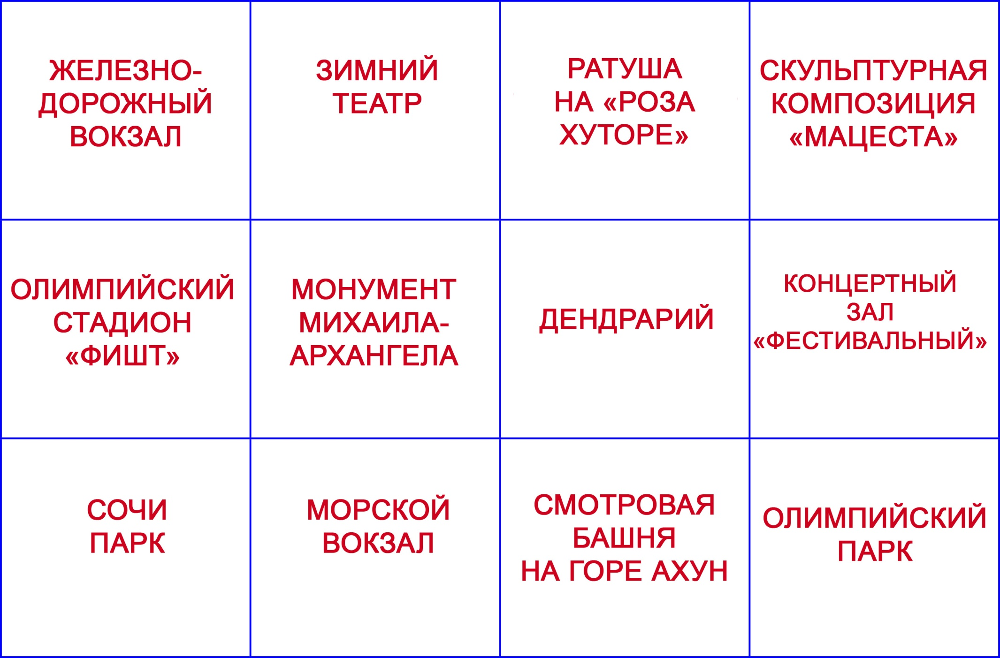 ЖЕЛЕЗНО-
ДОРОЖНЫЙ
ВОКЗАЛ
ЗИМНИЙ
ТЕАТР
РАТУША
НА «РОЗА
ХУТОРЕ»
СКУЛЬПТУРНАЯ
КОМПОЗИЦИЯ
«МАЦЕСТА»
ОЛИМПИЙСКИЙ
СТАДИОН
«ФИШТ»
МОНУМЕНТ
МИХАИЛА-
АРХАНГЕЛА
ДЕНДРАРИЙ
КОНЦЕРТНЫЙ
ЗАЛ
«ФЕСТИВАЛЬНЫЙ»
СОЧИ
ПАРК
МОРСКОЙ
ВОКЗАЛ
СМОТРОВАЯ
БАШНЯ
НА ГОРЕ АХУН
ОЛИМПИЙСКИЙ
ПАРК